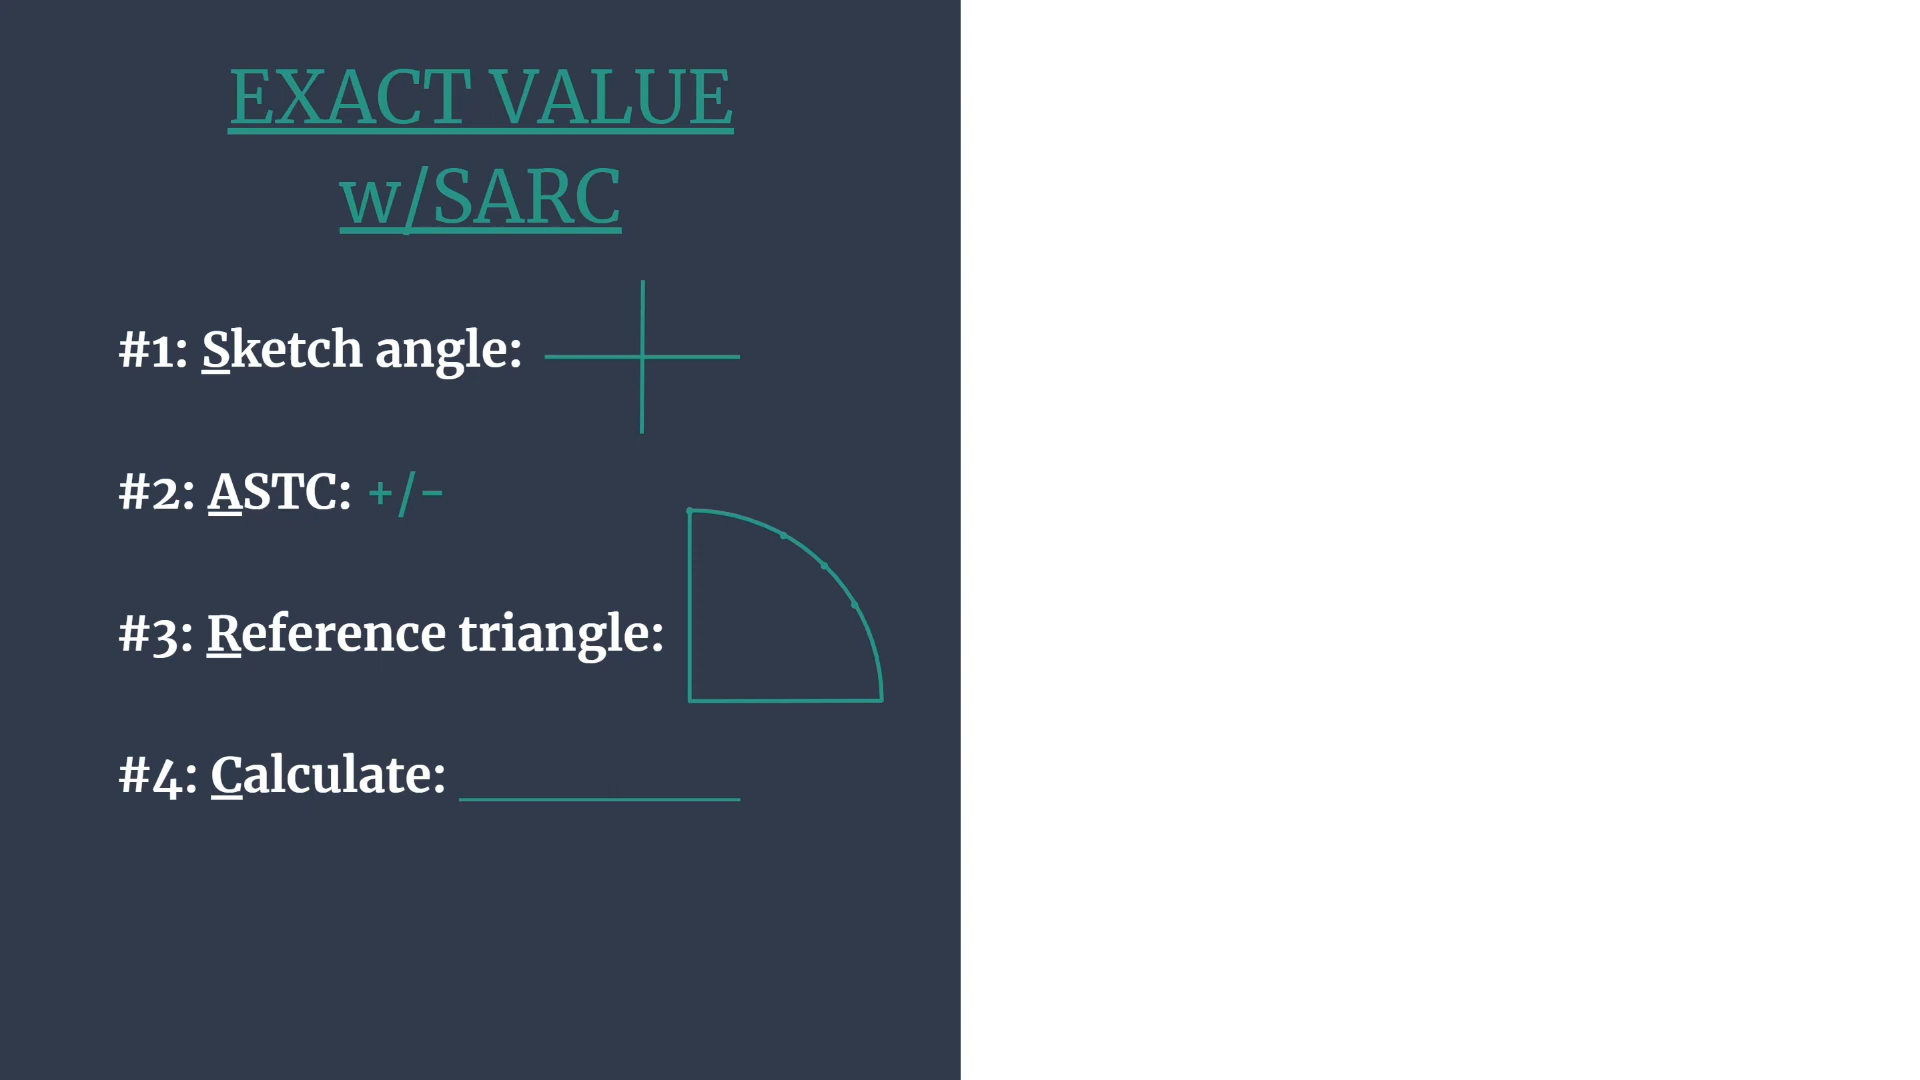 EXACT VALUE
w/SARC
#1: Sketch angle:
#2: ASTC: +/-
#3: Reference triangle:
#4: Calculate: